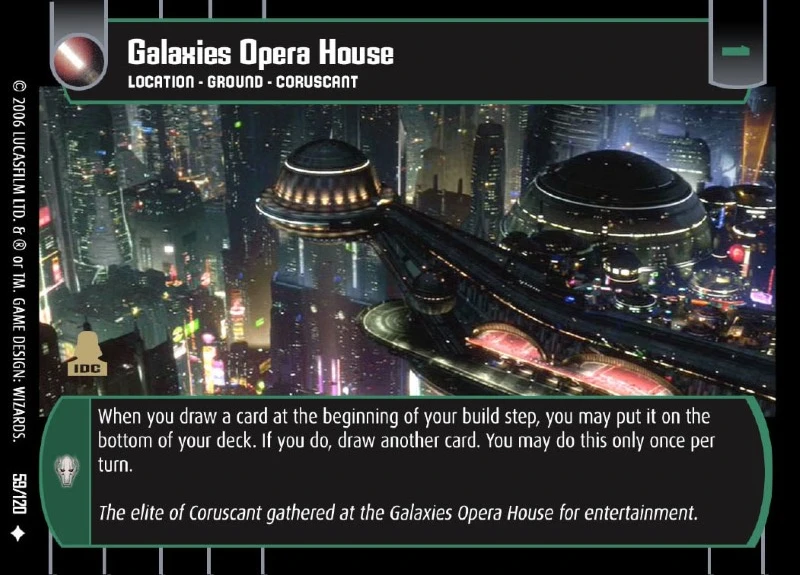 Galaxies Opera House
LOCATION - GROUND - CORUSCANT
1
© 2006 LUCASFILM LTD. & ® or TM. GAME DESIGN: WIZARDS.
59/120
IDC
When you draw a card at the beginning of your build step, you may put it on the
bottom of your deck. If you do, draw another card. You may do this only once per
turn.
The elite of Coruscant gathered at the Galaxies Opera House for entertainment.